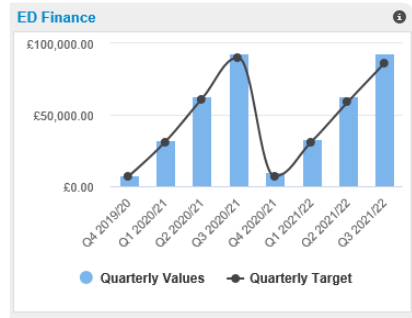 ED Finance
£100,000.00
£50,000.00
£0.00
Q4 2019/20
Q1 2020/21
Q2 2020/21
Q3 2020/21
Q4 2020/21
Q1 2021/22
Q2 2021/22
Q3 2021/22
Quarterly Values
Quarterly Target